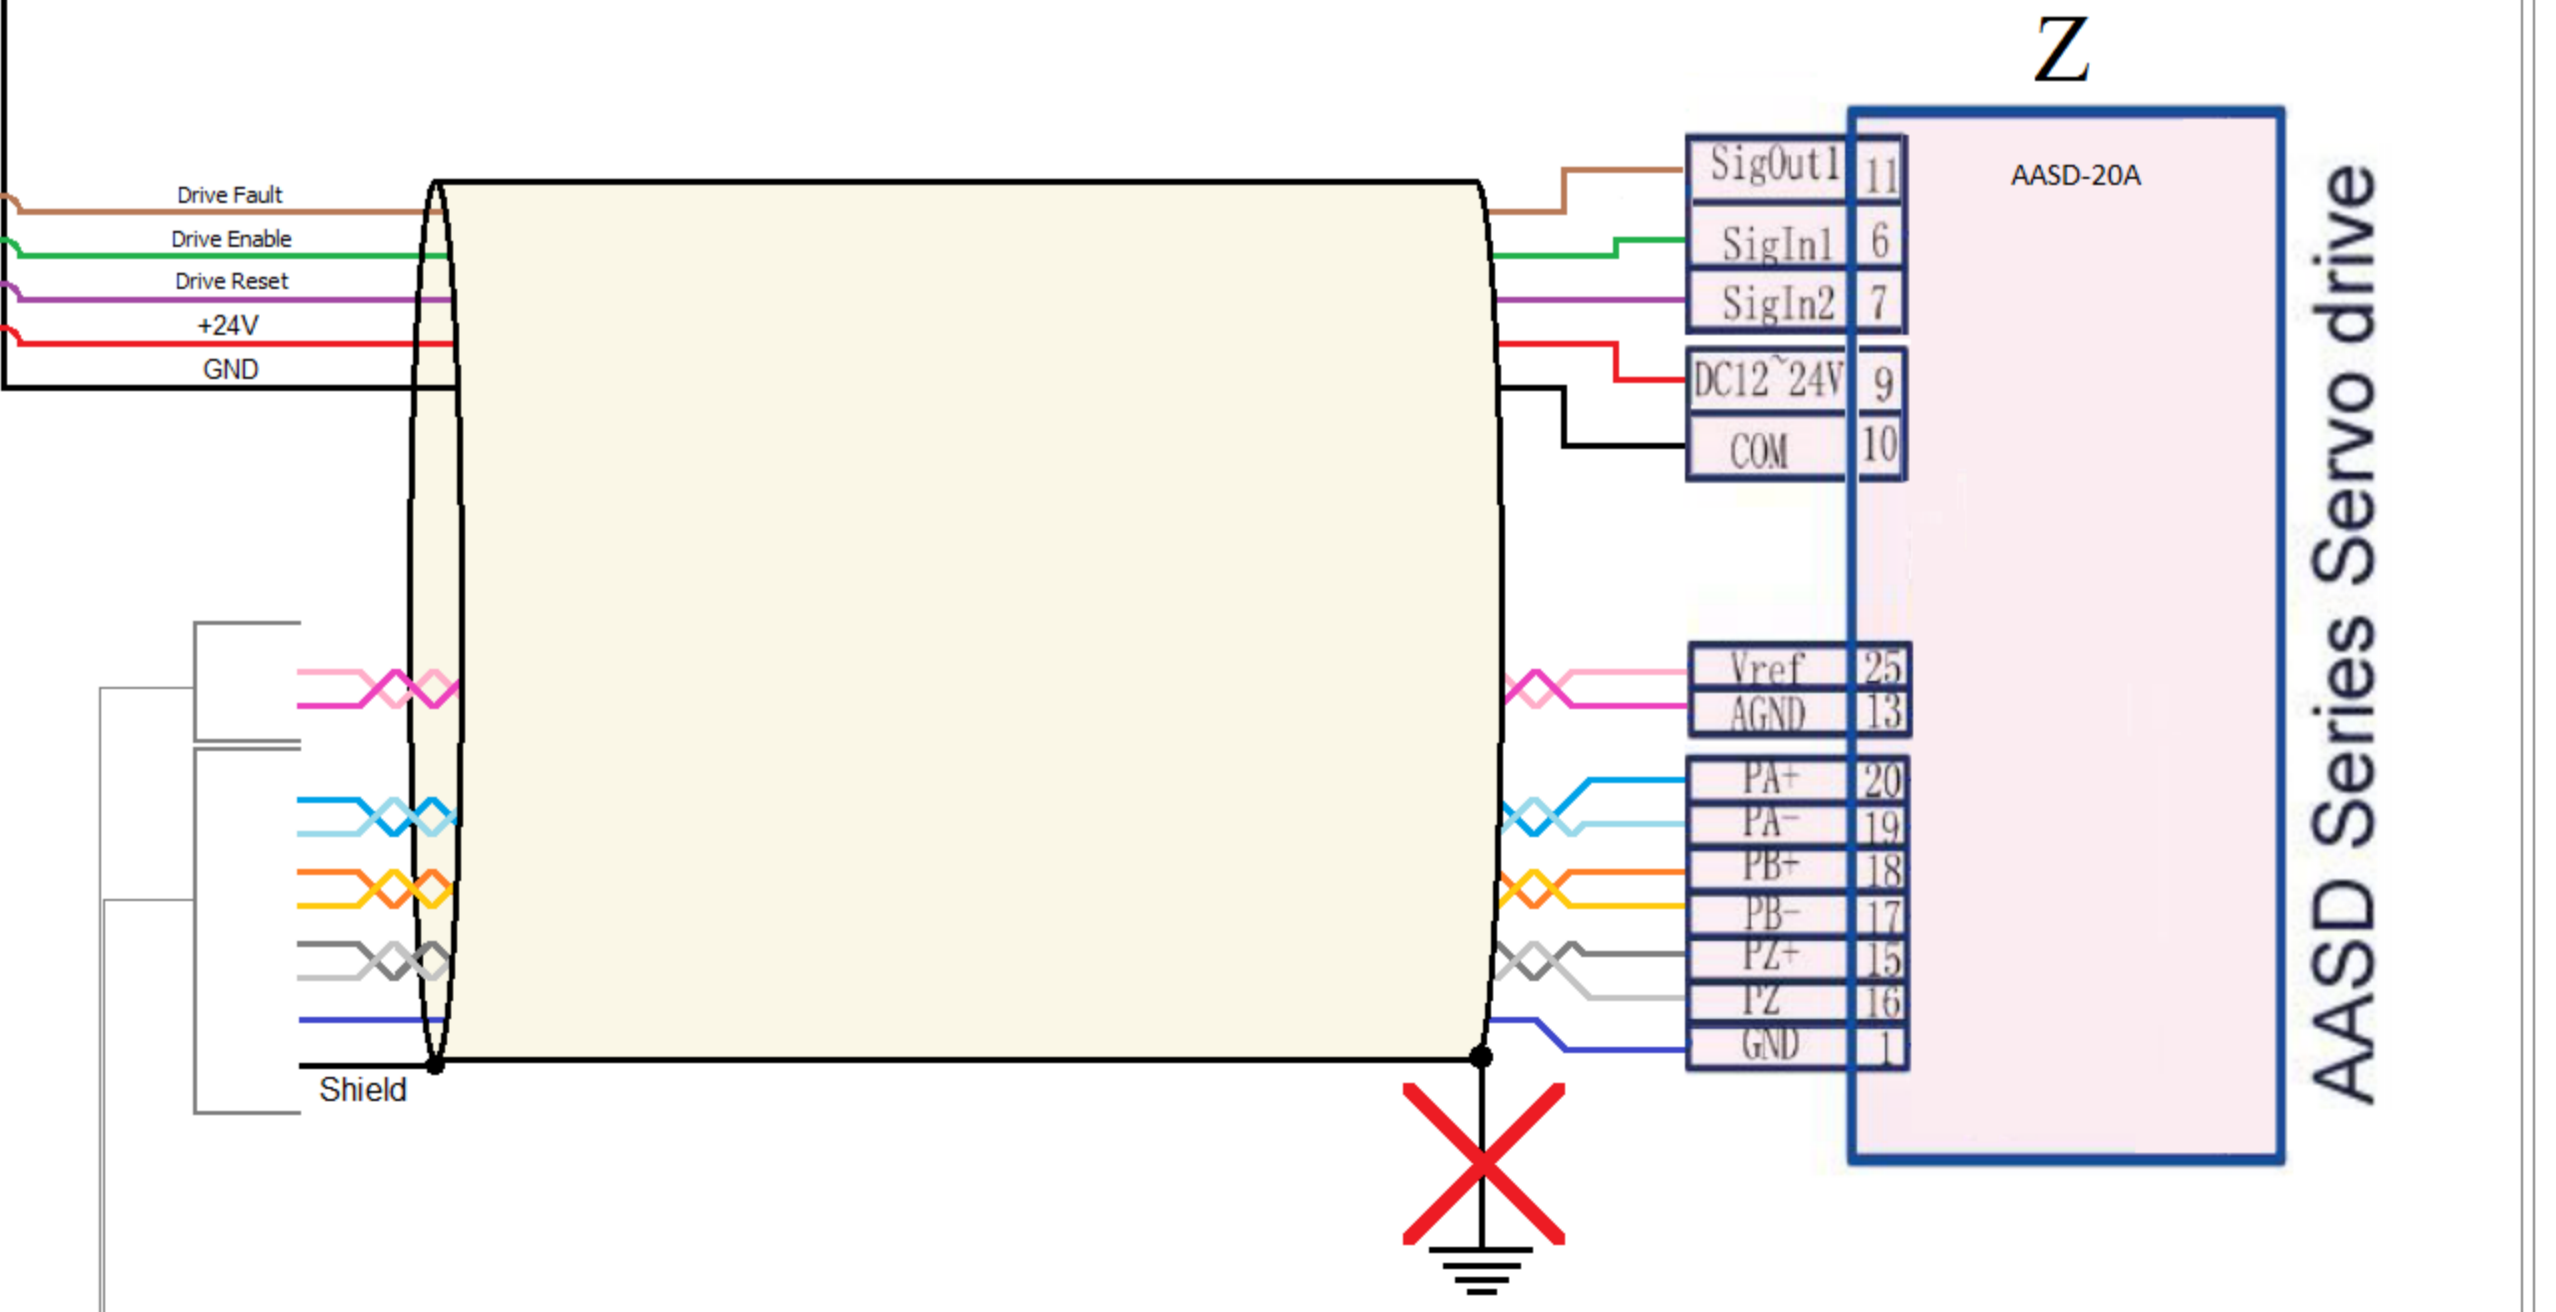 Z
AASD-20A
Drive Fault
Drive Enable
Drive Reset
+24V
GND
SigOut1 11
SigIn1 6
SigIn2 7
DC12~24V 9
COM 10
Vref 25
AGND 13
PA+ 20
PA- 19
PB+ 18
PB- 17
PZ+ 15
PZ 16
GND 1
Shield
AASD Series Servo drive